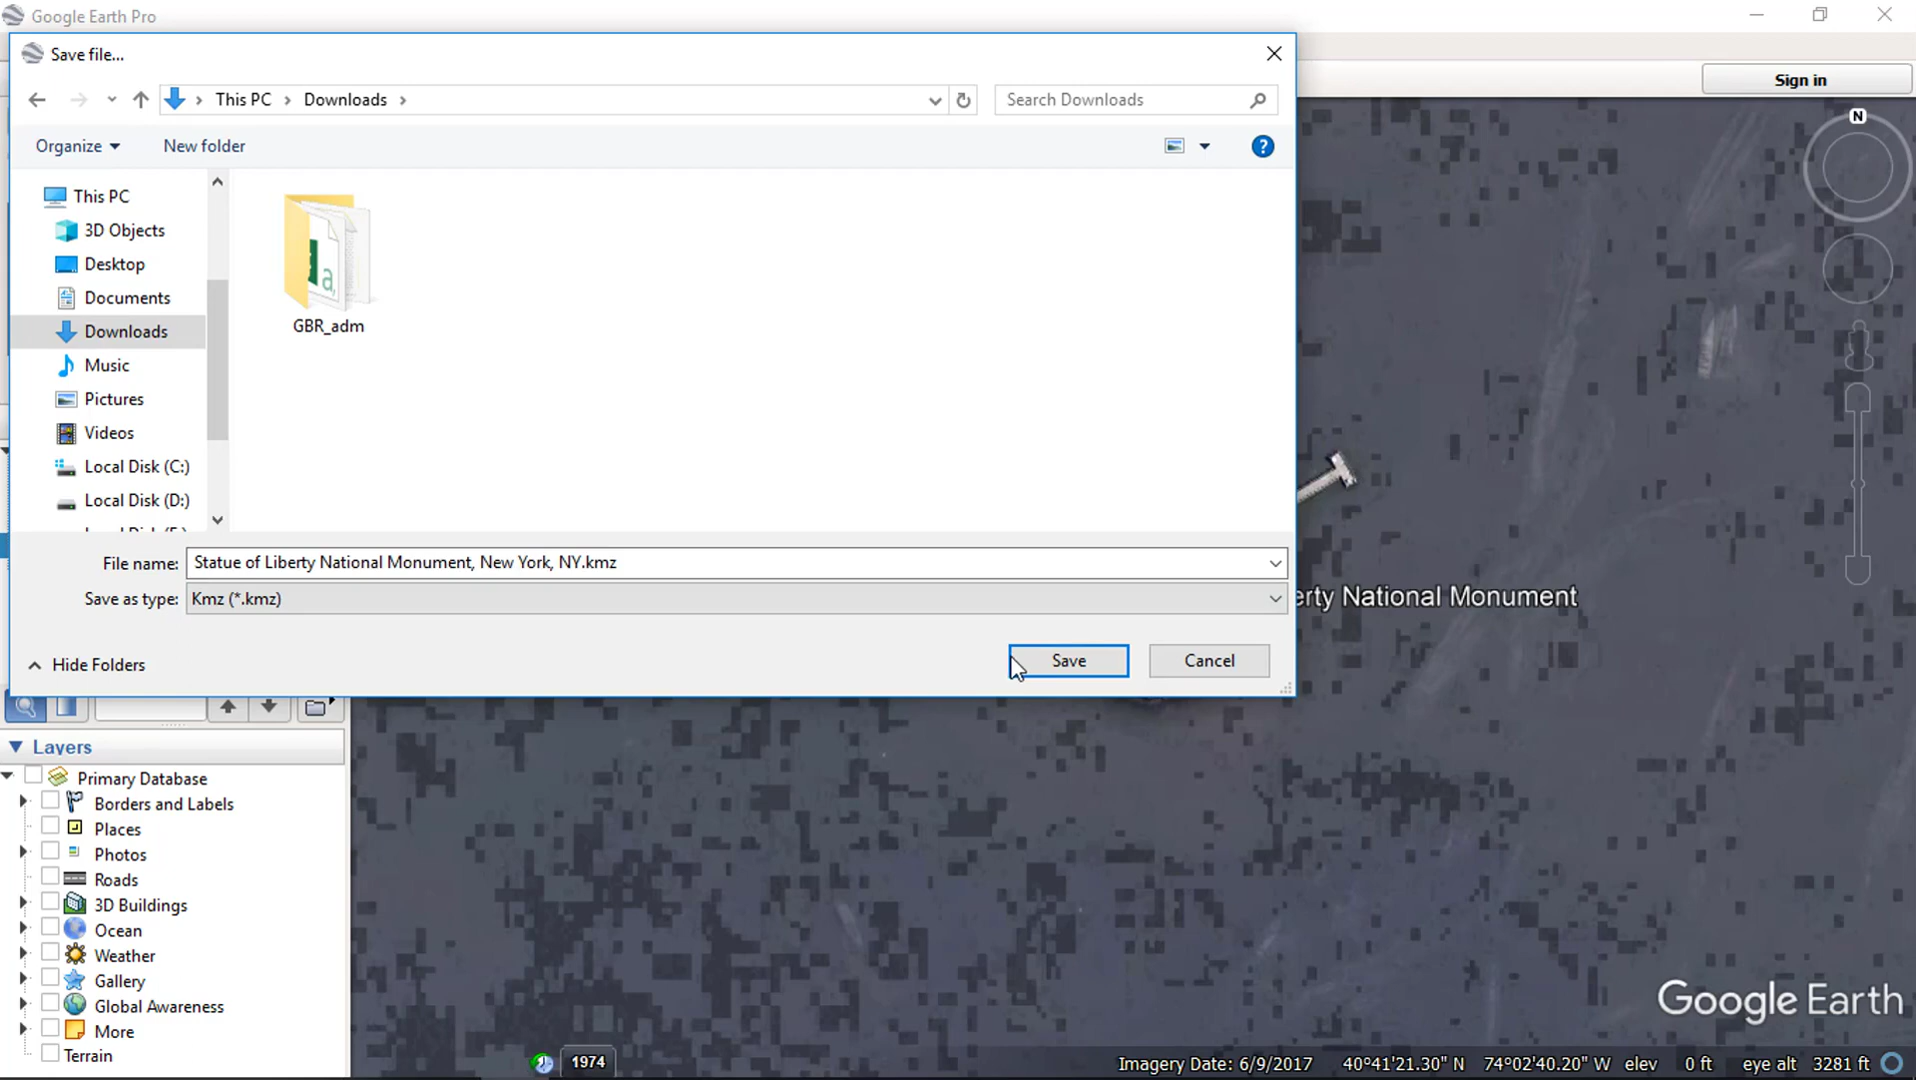 Google Earth Pro
Save file...
This PC
Downloads
Search Downloads
Organize
New folder
This PC
3D Objects
Desktop
Documents
Downloads
Music
Pictures
Videos
Local Disk (C:)
Local Disk (D:)
GBR_adm
File name: Statue of Liberty National Monument, New York, NY.kmz
Save as type: Kmz (*.kmz)
Hide Folders
Save
Cancel
Sign in
N
erty National Monument
Layers
Primary Database
Borders and Labels
Places
Photos
Roads
3D Buildings
Ocean
Weather
Gallery
Global Awareness
More
Terrain
Google Earth
1974
Imagery Date: 6/9/2017 40°41'21.30" N 74°02'40.20" W elev 0 ft eye alt 3281 ft